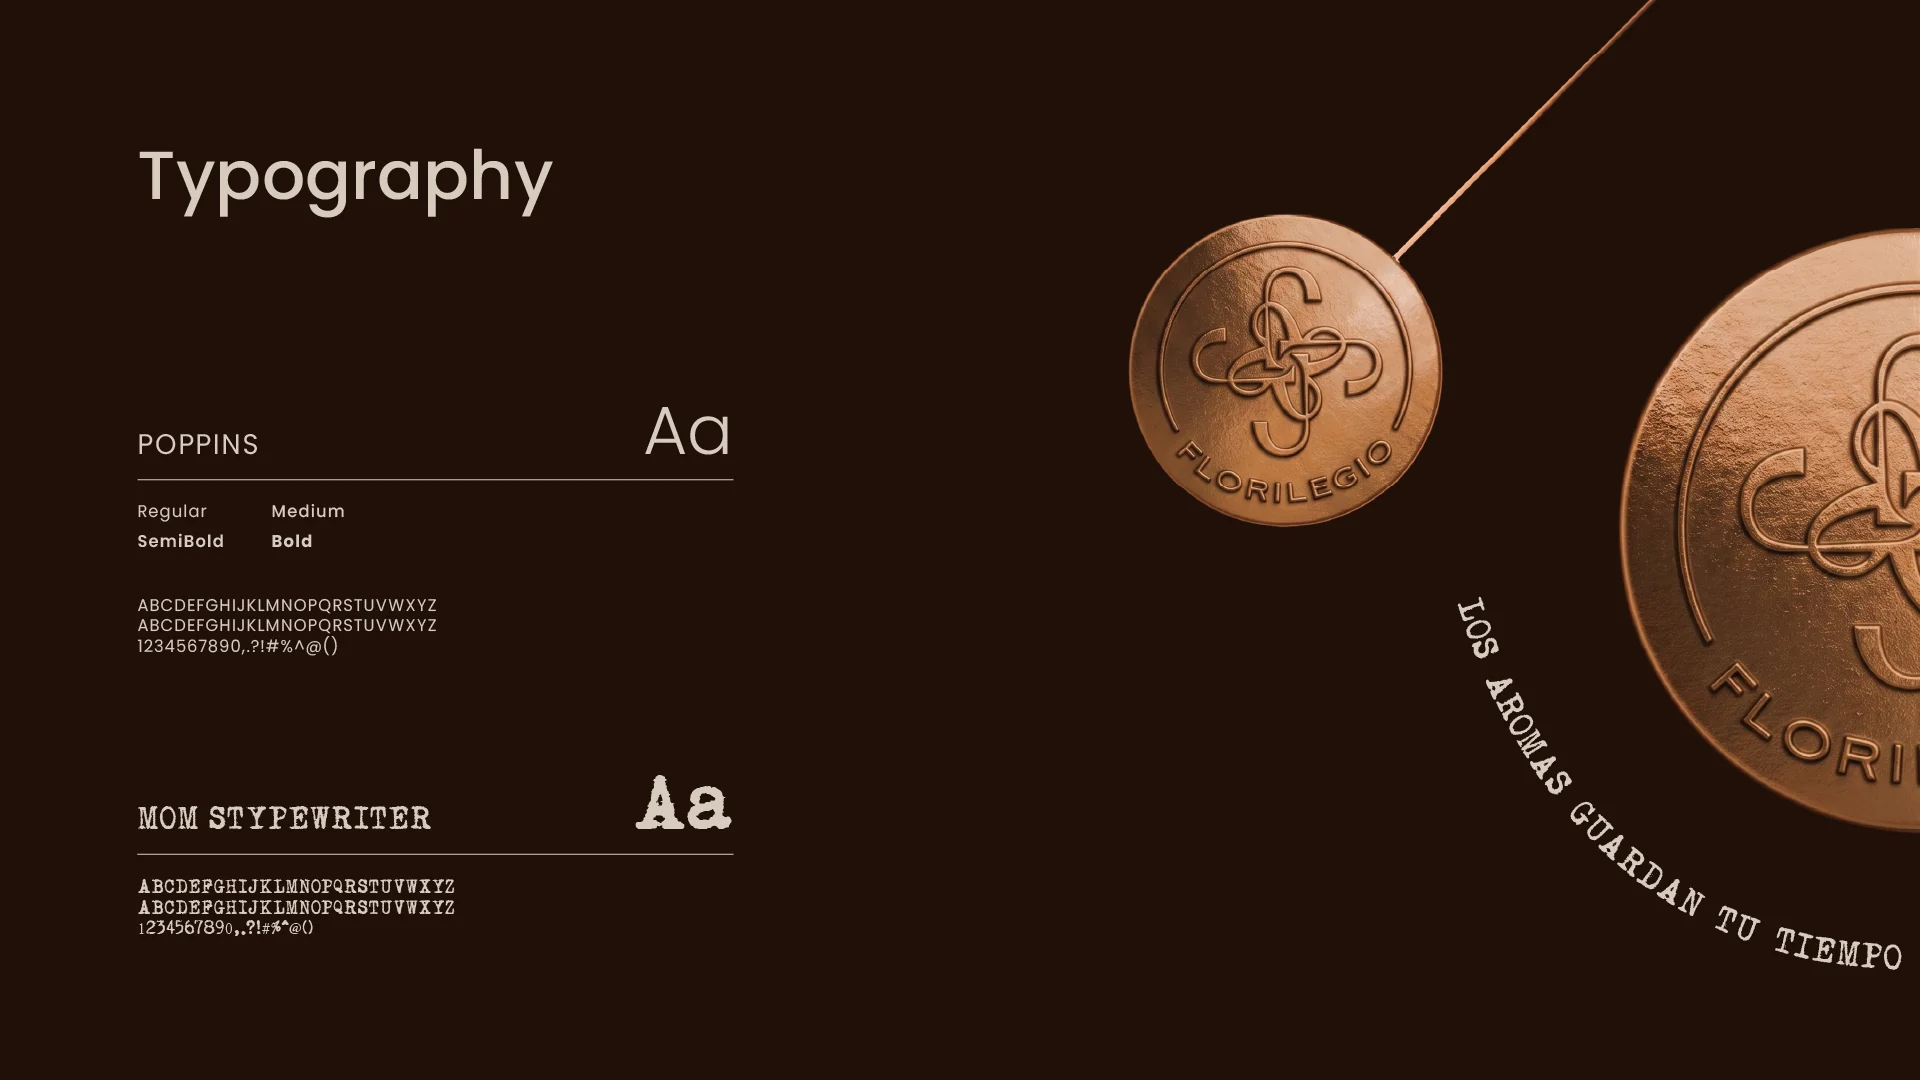 Typography
POPPINS
Aa
Regular
Medium
SemiBold
Bold
ABCDEFGHIJKLMNOPQRSTUVWXYZ
ABCDEFGHIJKLMNOPQRSTUVWXYZ
1234567890,.?!#%^@()
MOM STYPEWRITER
Aa
ABCDEFGHIJKLMNOPQRSTUVWXYZ
ABCDEFGHIJKLMNOPQRSTUVWXYZ
1234567890,.?!#%^@()
FLORILEGIO
FLORI
LOS AROMAS GUARDAN TU TIEMPO